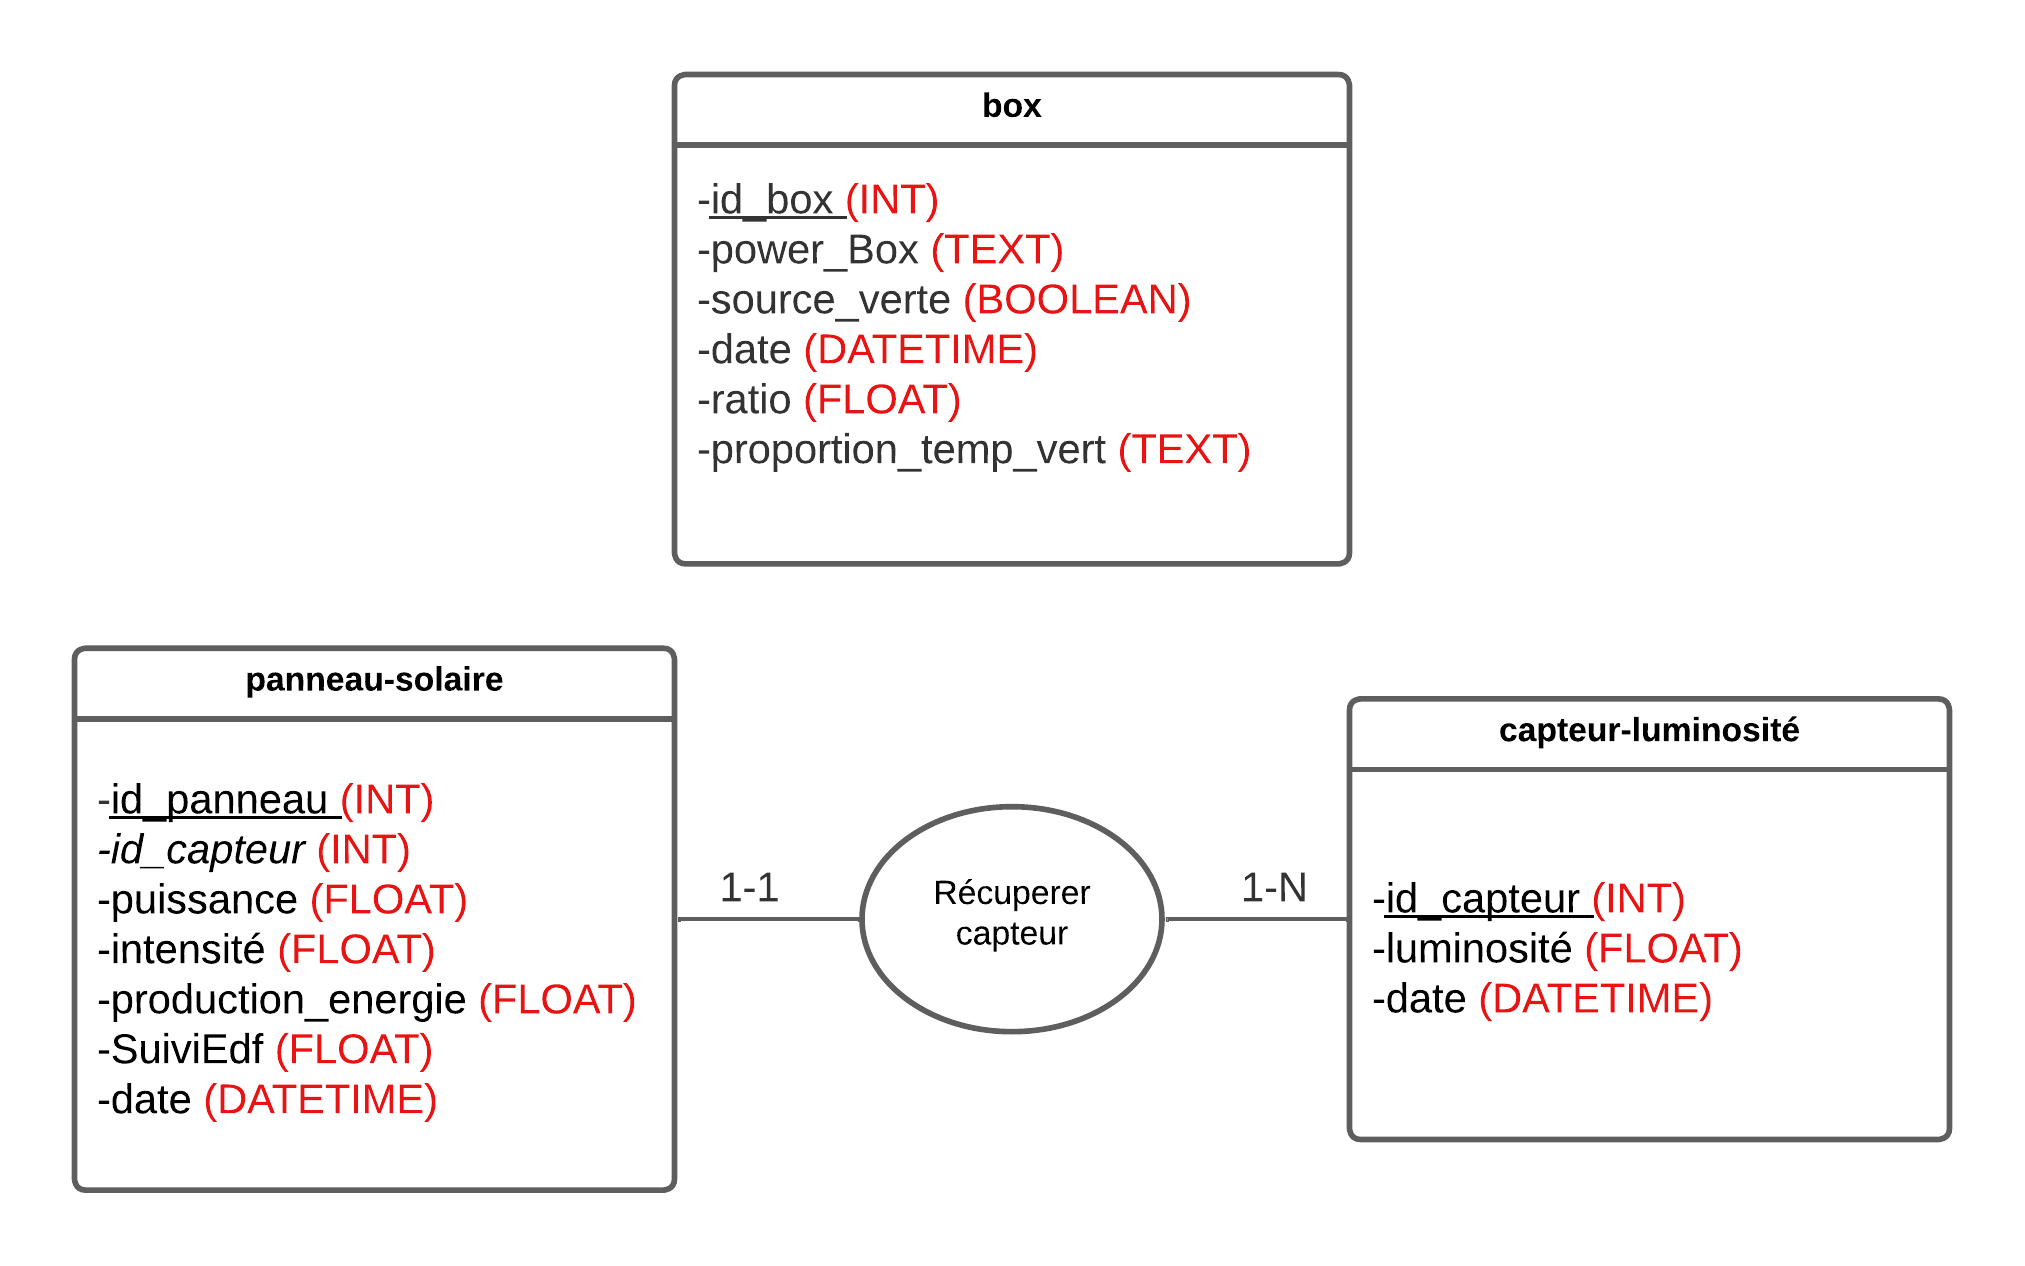 box
-id_box (INT)
-power_Box (TEXT)
-source_verte (BOOLEAN)
-date (DATETIME)
-ratio (FLOAT)
-proportion_temp_vert (TEXT)
panneau-solaire
-id_panneau (INT)
-id_capteur (INT)
-puissance (FLOAT)
-intensité (FLOAT)
-production_energie (FLOAT)
-SuiviEdf (FLOAT)
-date (DATETIME)
1-1
Récuperer
capteur
1-N
capteur-luminosité
-id_capteur (INT)
-luminosité (FLOAT)
-date (DATETIME)